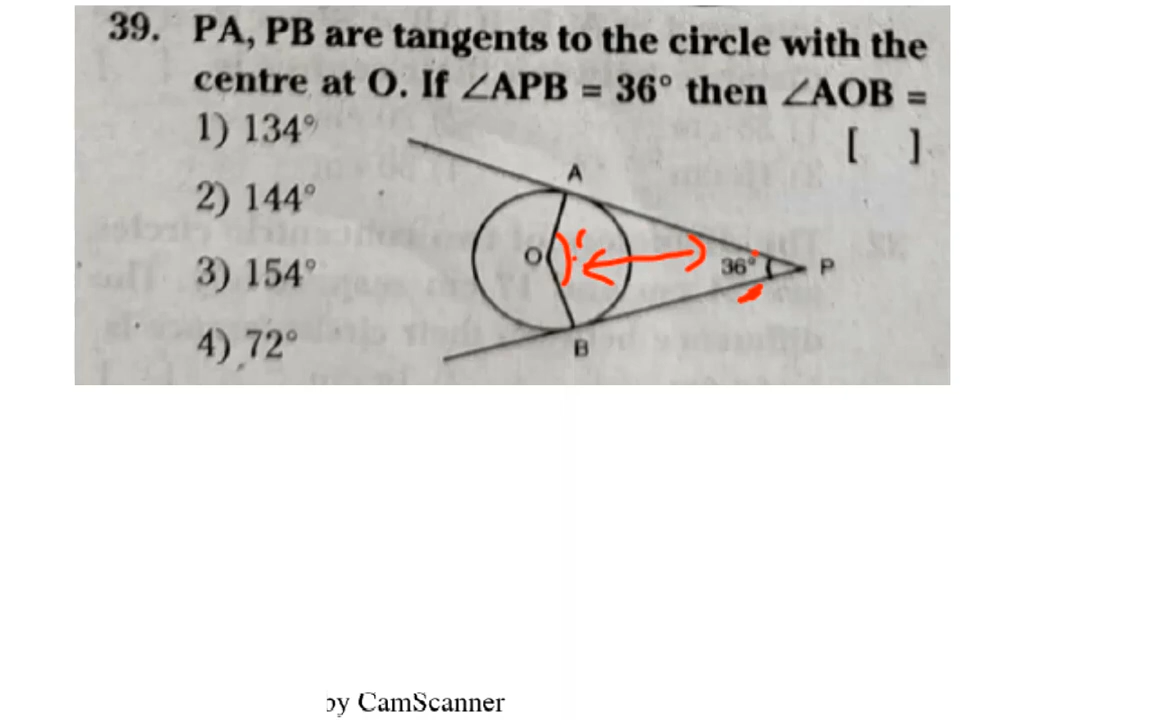 39. PA, PB are tangents to the circle with the
centre at O. If ∠APB = 36° then ∠AOB =
[ ]
1) 134°
2) 144°
3) 154°
4) 72°
A
O
36°
P
B
by CamScanner